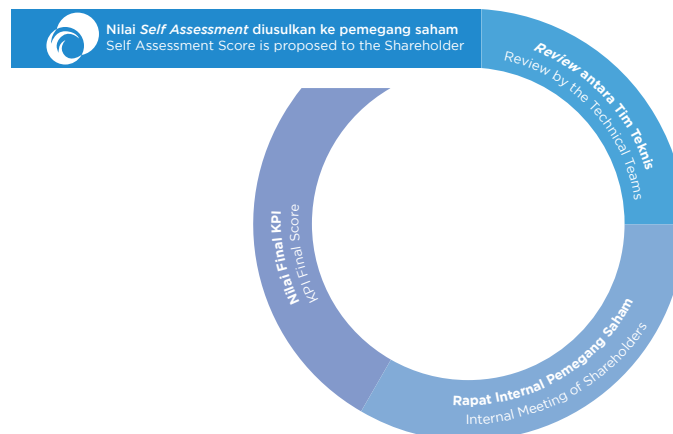 Nilai Self Assessment diusulkan ke pemegang saham
Self Assessment Score is proposed to the Shareholder
Review antara Tim Teknis
Review by the Technical Teams
Rapat Internal Pemegang Saham
Internal Meeting of Shareholders
Nilai Final KPI
KPI Final Score